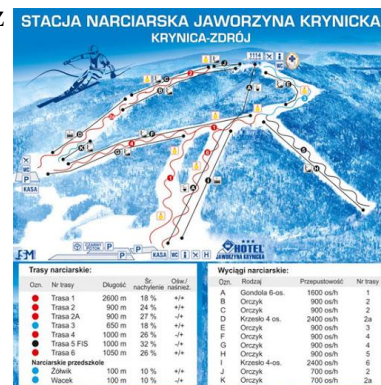 z
STACJA NARCIARSKA JAWORZYNA KRYNICKA
KRYNICA-ZDRÓJ
1114
KASA
P
P
P
KASA WC i X H
HOTEL
JAWORZYNA KRYNICKA
Trasy narciarskie:
Ozn. Nr trasy Długość Śr. nachylenie Ośw./naśnież.
Trasa 1 2600 m 18 % +/+
Trasa 2 900 m 24 % +/+
Trasa 2A 900 m 27 % -/+
Trasa 3 650 m 18 % +/+
Trasa 4 1000 m 26 % -/+
Trasa 5 FIS 1000 m 32 % -/-
Trasa 6 1050 m 26 % +/+
Narciarskie przedszkole
Żółwik 100 m 10 % -/+
Wacek 100 m 10 % -/+
Wyciągi narciarskie:
Ozn. Rodzaj Przepustowość Nr trasy
A Gondola 6-os. 1600 os/h 1
B Orczyk 900 os/h 2
C Orczyk 900 os/h 2
D Krzesło 4 os. 2400 os/h 2a
E Orczyk 900 os/h 3
F Orczyk 900 os/h 4
G Orczyk 900 os/h 4
H Orczyk 900 os/h 5
I Krzesło 4-os. 2400 os/h 6
J Orczyk 700 os/h 2
K Orczyk 700 os/h 2a